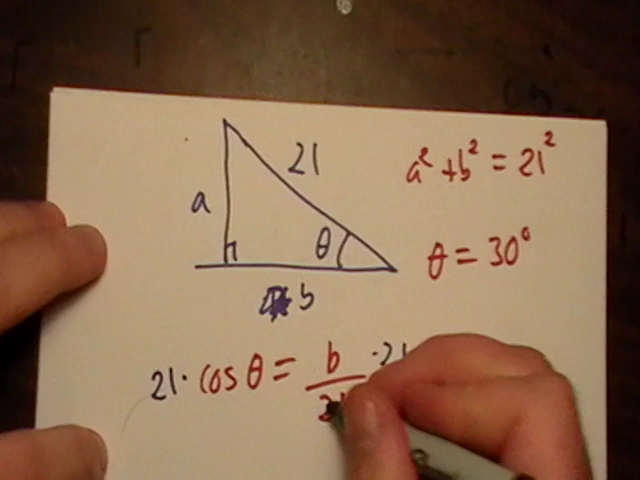 21
a² + b² = 21²
a
θ
θ = 30°
b
21 · cos θ = b/21 · 21